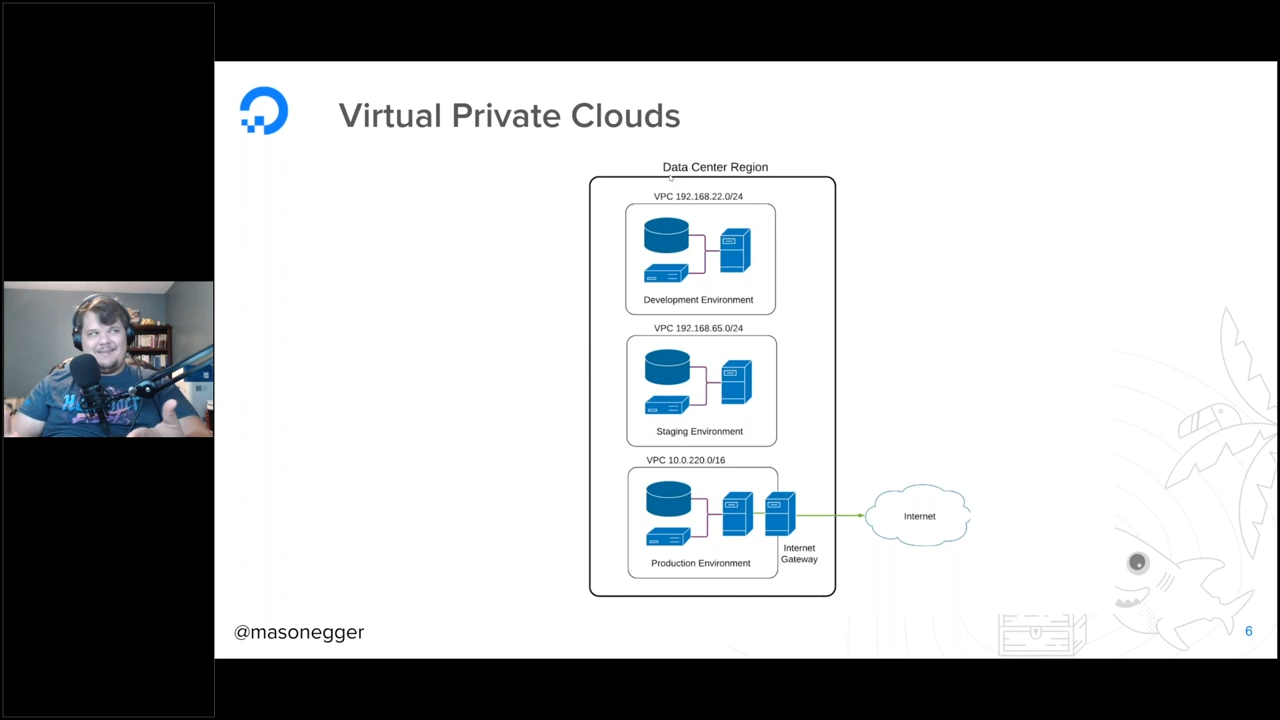 Virtual Private Clouds
Data Center Region
VPC 192.168.22.0/24
Development Environment
VPC 192.168.65.0/24
Staging Environment
VPC 10.0.220.0/16
Internet
Internet
Gateway
Production Environment
@masonegger
6